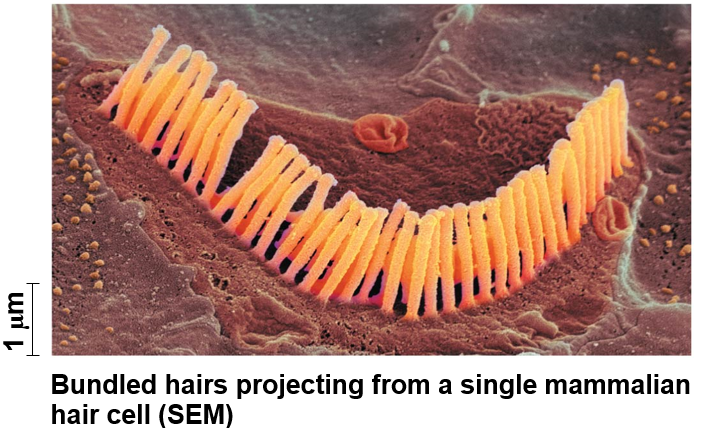 1 μm
Bundled hairs projecting from a single mammalian
hair cell (SEM)